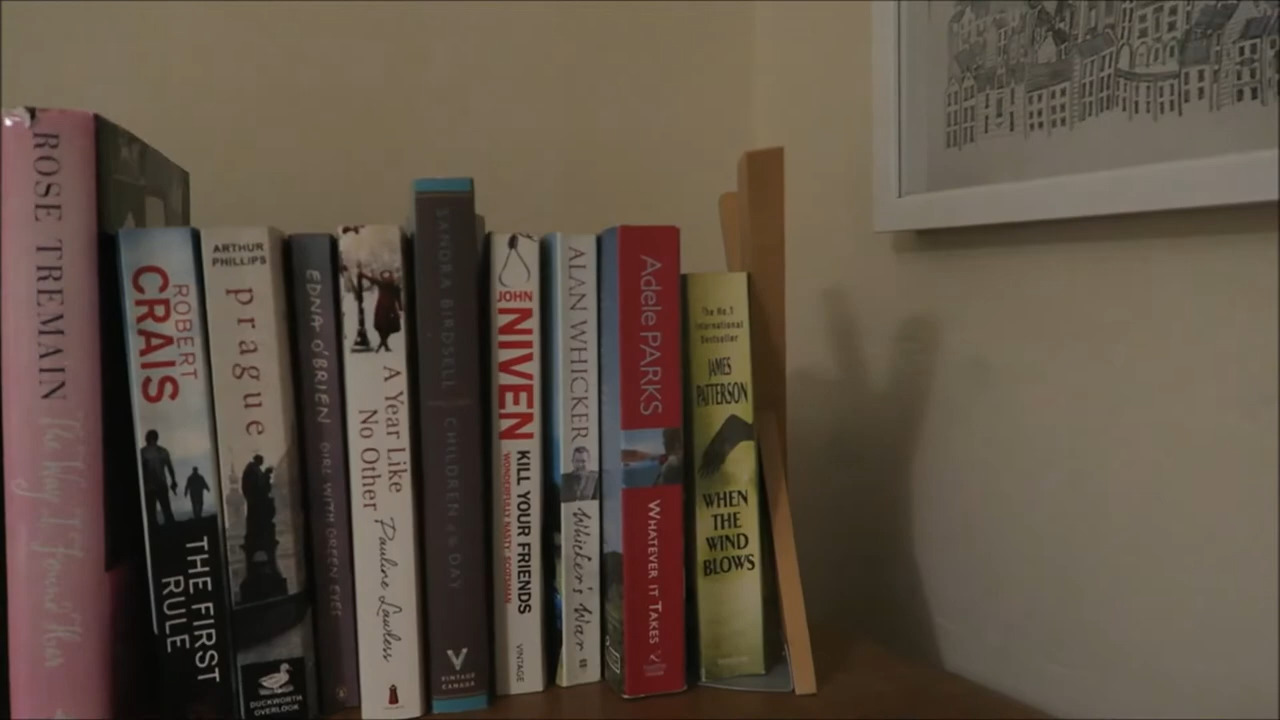 ROSE TREMAIN The Way I Found Her
ROBERT
CRAIS
THE FIRST
RULE
ARTHUR
PHILLIPS
prague
DUCKWORTH
OVERLOOK
EDNA O'BRIEN GIRL WITH GREEN EYES
A Year Like
No Other Pauline Lawless
SANDRA BIRDSELL CHILDREN of the DAY
V
VINTAGE
CANADA
JOHN
NIVEN
KILL YOUR FRIENDS
VINTAGE
ALAN WHICKER
Whicker's War
Adele PARKS
WHATEVER IT TAKES
The No.1
International
Bestseller
JAMES
PATTERSON
WHEN
THE
WIND
BLOWS